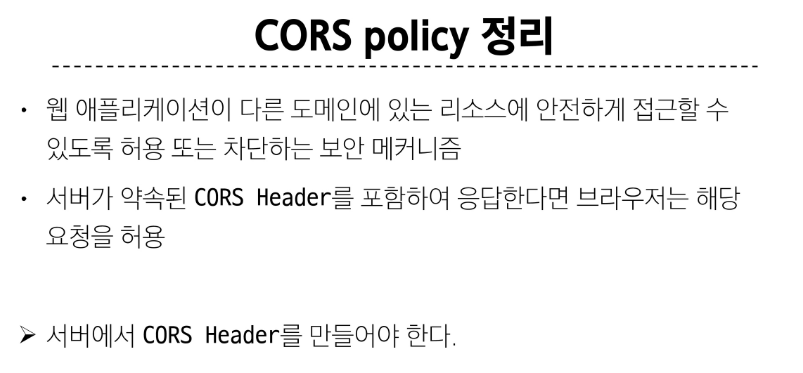 CORS policy 정리
• 웹 애플리케이션이 다른 도메인에 있는 리소스에 안전하게 접근할 수
있도록 허용 또는 차단하는 보안 메커니즘
• 서버가 약속된 CORS Header를 포함하여 응답한다면 브라우저는 해당
요청을 허용
➢ 서버에서 CORS Header를 만들어야 한다.